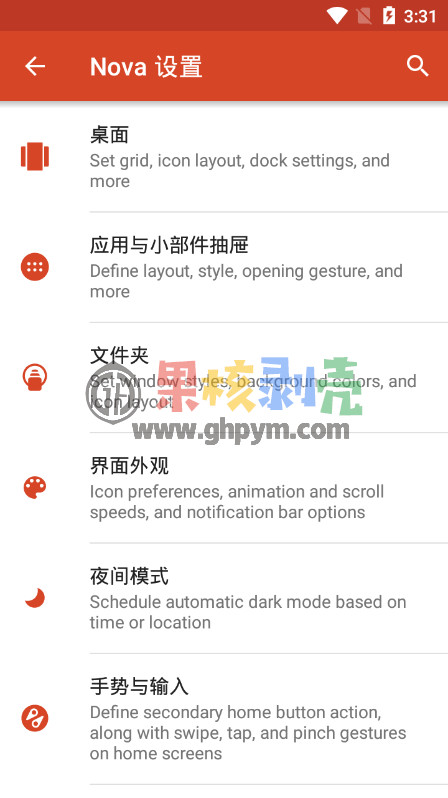 3:31
Nova 设置
桌面
Set grid, icon layout, dock settings, and
more
应用与小部件抽屉
Define layout, style, opening gesture, and
more
文件夹
Set window styles, background colors, and
icon layout
果核剥壳
www.ghpym.com
界面外观
Icon preferences, animation and scroll
speeds, and notification bar options
夜间模式
Schedule automatic dark mode based on
time or location
手势与输入
Define secondary home button action,
along with swipe, tap, and pinch gestures
on home screens